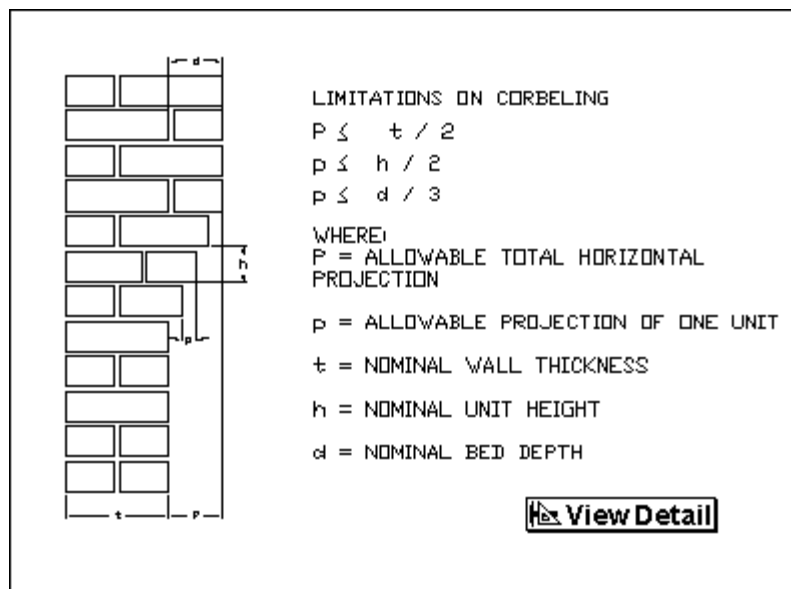 d
LIMITATIONS ON CORBELING
P ≤ t / 2
p ≤ h / 2
p ≤ d / 3
WHERE:
P = ALLOWABLE TOTAL HORIZONTAL
PROJECTION
h
p = ALLOWABLE PROJECTION OF ONE UNIT
p
t = NOMINAL WALL THICKNESS
h = NOMINAL UNIT HEIGHT
d = NOMINAL BED DEPTH
t P
View Detail